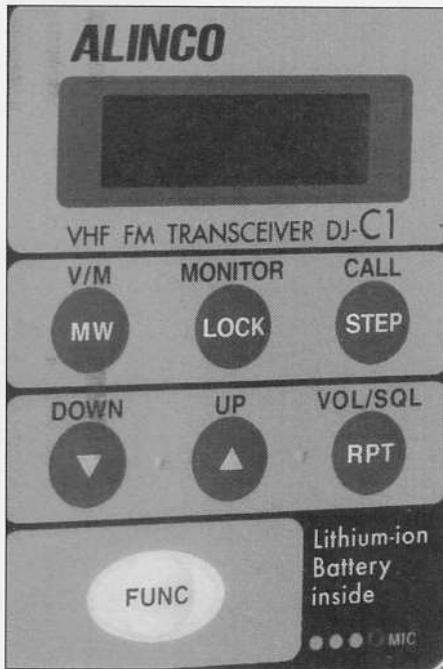 ALINCO
VHF FM TRANSCEIVER DJ-C1
V/M MONITOR CALL
MW LOCK STEP
DOWN UP VOL/SQL
▼ ▲ RPT
FUNC
Lithium-ion
Battery
inside
MIC